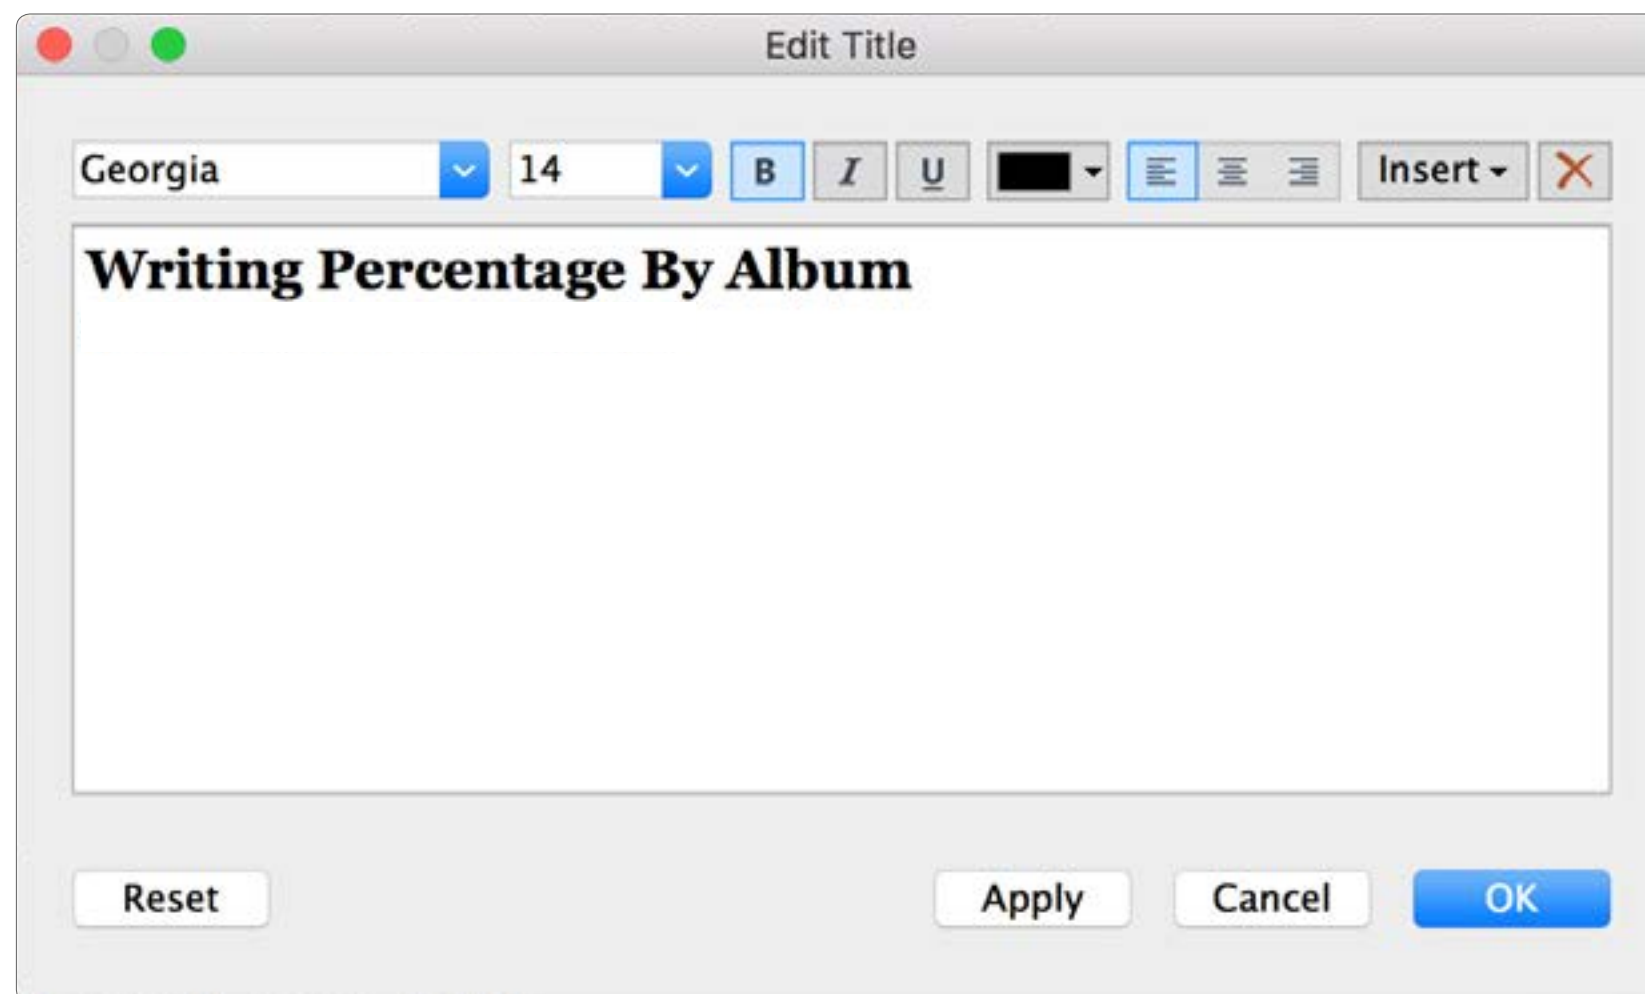 Edit Title
Georgia 14 B I U Insert
Writing Percentage By Album
Reset Apply Cancel OK